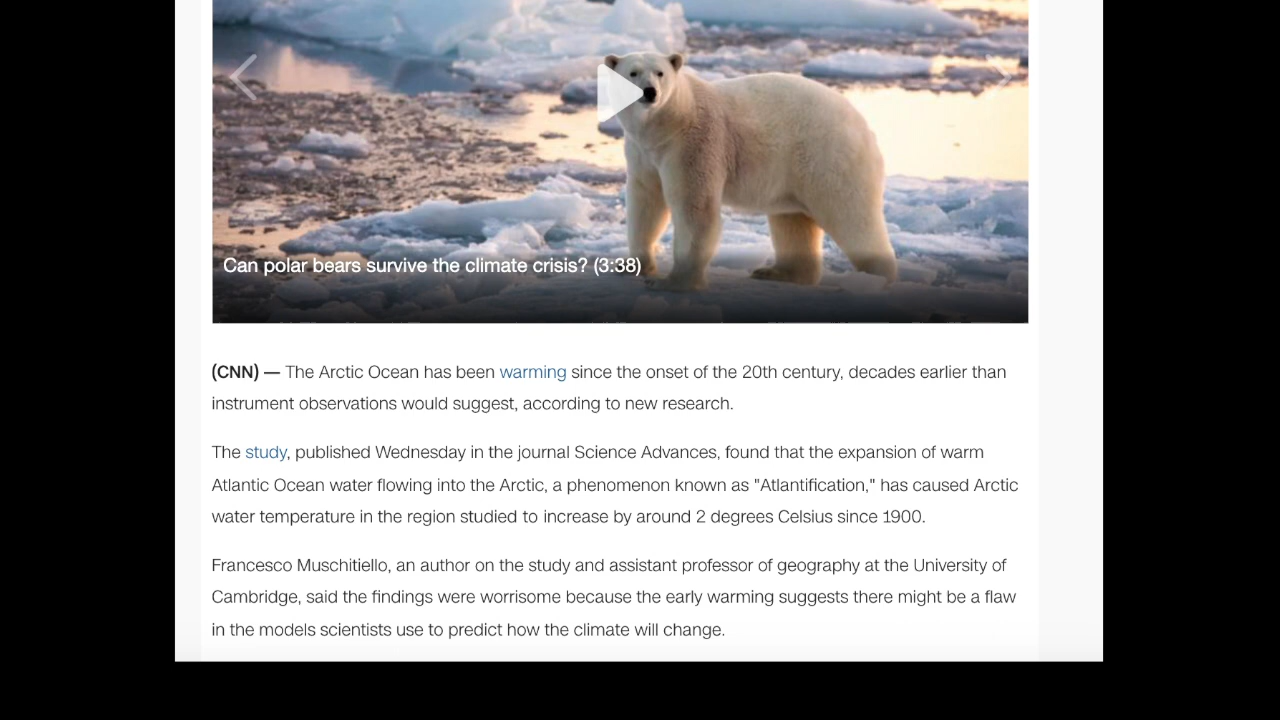 Can polar bears survive the climate crisis? (3:38)
(CNN) — The Arctic Ocean has been warming since the onset of the 20th century, decades earlier than
instrument observations would suggest, according to new research.
The study, published Wednesday in the journal Science Advances, found that the expansion of warm
Atlantic Ocean water flowing into the Arctic, a phenomenon known as "Atlantification," has caused Arctic
water temperature in the region studied to increase by around 2 degrees Celsius since 1900.
Francesco Muschitiello, an author on the study and assistant professor of geography at the University of
Cambridge, said the findings were worrisome because the early warming suggests there might be a flaw
in the models scientists use to predict how the climate will change.